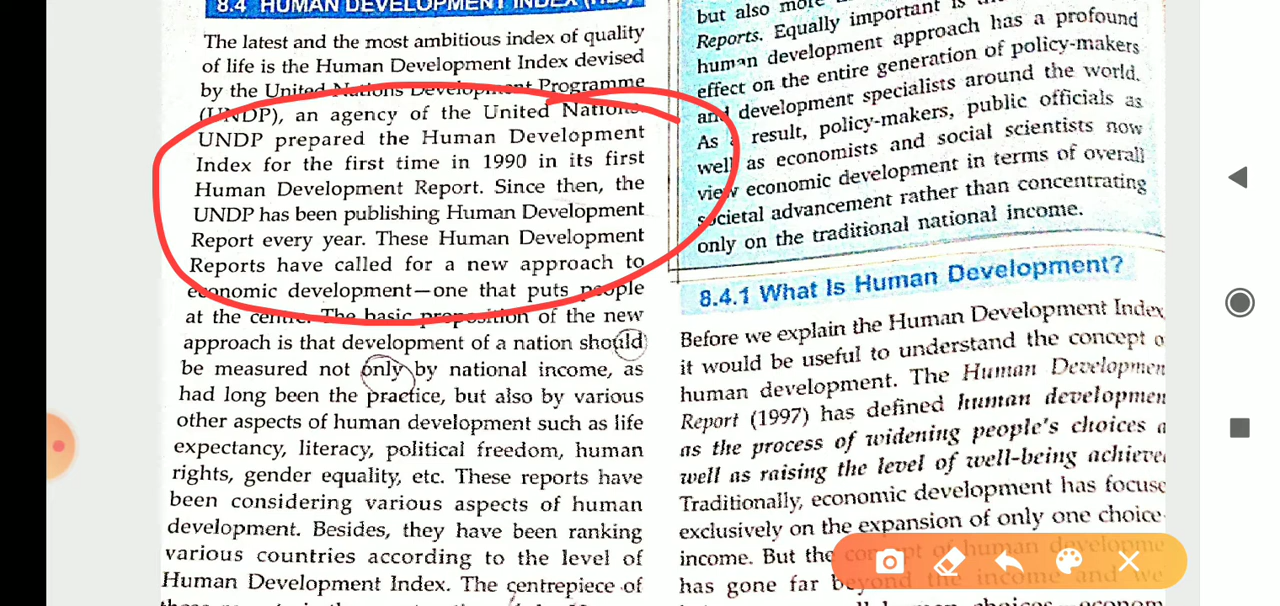 8.4 HUMAN DEVELOPMENT INDEX (HDI)
The latest and the most ambitious index of quality
of life is the Human Development Index devised
by the United Nations Development Programme
(UNDP), an agency of the United Nations.
UNDP prepared the Human Development
Index for the first time in 1990 in its first
Human Development Report. Since then, the
UNDP has been publishing Human Development
Report every year. These Human Development
Reports have called for a new approach to
economic development—one that puts people
at the centre. The basic proposition of the new
approach is that development of a nation should
be measured not only by national income, as
had long been the practice, but also by various
other aspects of human development such as life
expectancy, literacy, political freedom, human
rights, gender equality, etc. These reports have
been considering various aspects of human
development. Besides, they have been ranking
various countries according to the level of
Human Development Index. The centrepiece of
but also more
Reports. Equally important is
human development approach has a profound
effect on the entire generation of policy-makers
and development specialists around the world.
As a result, policy-makers, public officials as
well as economists and social scientists now
view economic development in terms of overall
societal advancement rather than concentrating
only on the traditional national income.
8.4.1 What Is Human Development?
Before we explain the Human Development Index
it would be useful to understand the concept o
human development. The Human Developmen
Report (1997) has defined human developmen
as the process of widening people's choices a
well as raising the level of well-being achieve
Traditionally, economic development has focuse
exclusively on the expansion of only one choice
income. But the concept of human developme
has gone far beyond the income and we